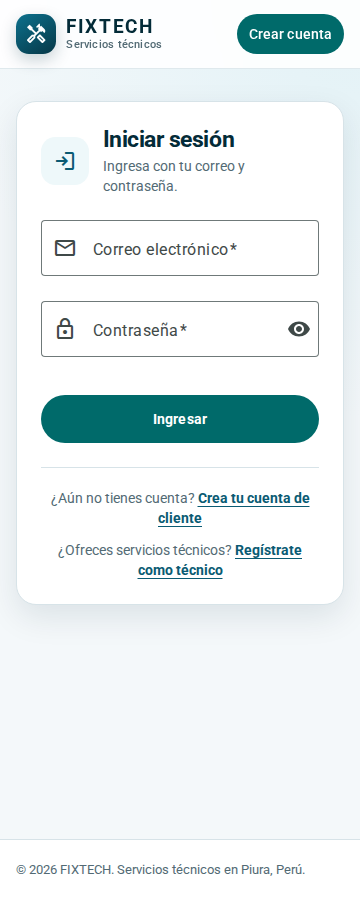 FIXTECH
Servicios técnicos
Crear cuenta
Iniciar sesión
Ingresa con tu correo y
contraseña.
Correo electrónico*
Contraseña*
Ingresar
¿Aún no tienes cuenta? Crea tu cuenta de
cliente
¿Ofreces servicios técnicos? Regístrate
como técnico
© 2026 FIXTECH. Servicios técnicos en Piura, Perú.